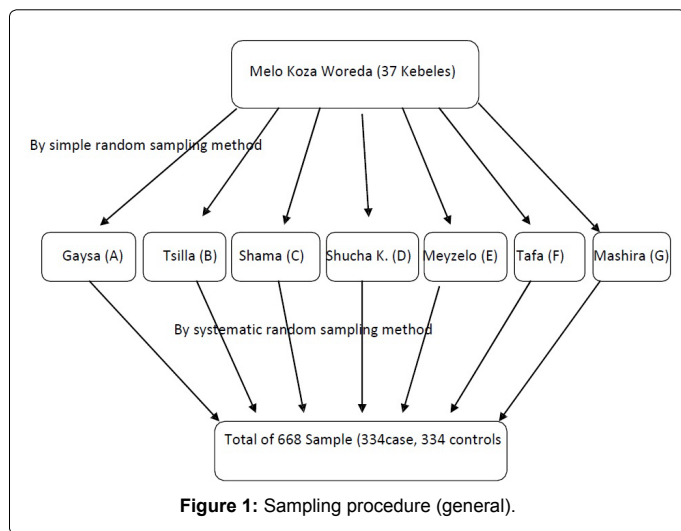 Melo Koza Woreda (37 Kebeles)
By simple random sampling method
Gaysa (A)
Tsilla (B)
Shama (C)
Shucha K. (D)
Meyzelo (E)
Tafa (F)
Mashira (G)
By systematic random sampling method
Total of 668 Sample (334case, 334 controls
Figure 1: Sampling procedure (general).